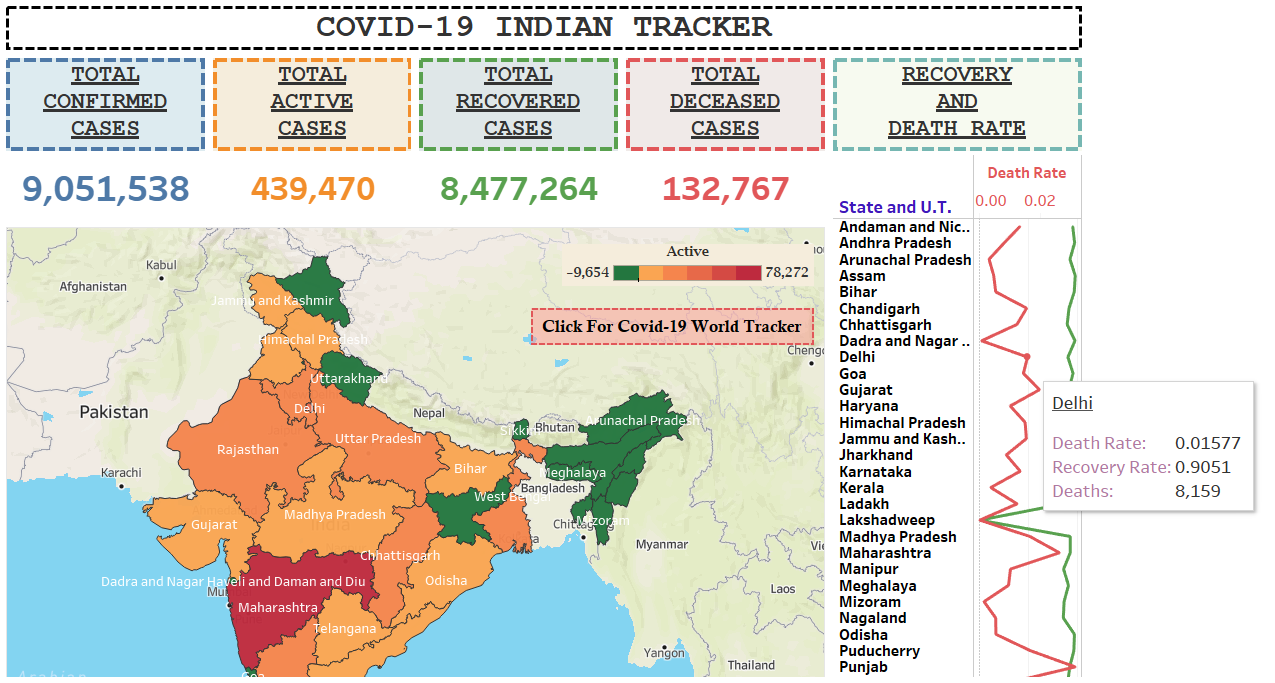 COVID-19 INDIAN TRACKER
TOTAL
CONFIRMED
CASES
TOTAL
ACTIVE
CASES
TOTAL
RECOVERED
CASES
TOTAL
DECEASED
CASES
RECOVERY
AND
DEATH RATE
9,051,538
439,470
8,477,264
132,767
Active
-9,654
78,272
Click For Covid-19 World Tracker
Kabul
Afghanistan
Jammu and Kashmir
Himachal Pradesh
Uttarakhand
Pakistan
Delhi
Nepal
Sikki
Bhutan
Arunachal Pradesh
Rajasthan
Uttar Pradesh
Karachi
Bihar
Meghalaya
Bangladesh
West Bengal
Gujarat
Madhya Pradesh
Mizoram
Myanmar
Chhattisgarh
Dadra and Nagar Haveli and Daman and Diu
Odisha
Laos
Maharashtra
Telangana
Yangon
Thailand
Goa
Arabian
State and U.T.
Death Rate
0.00 0.02
Andaman and Nic..
Andhra Pradesh
Arunachal Pradesh
Assam
Bihar
Chandigarh
Chhattisgarh
Dadra and Nagar ..
Delhi
Goa
Gujarat
Haryana
Himachal Pradesh
Jammu and Kash..
Jharkhand
Karnataka
Kerala
Ladakh
Lakshadweep
Madhya Pradesh
Maharashtra
Manipur
Meghalaya
Mizoram
Nagaland
Odisha
Puducherry
Punjab
Delhi
Death Rate: 0.01577
Recovery Rate: 0.9051
Deaths: 8,159